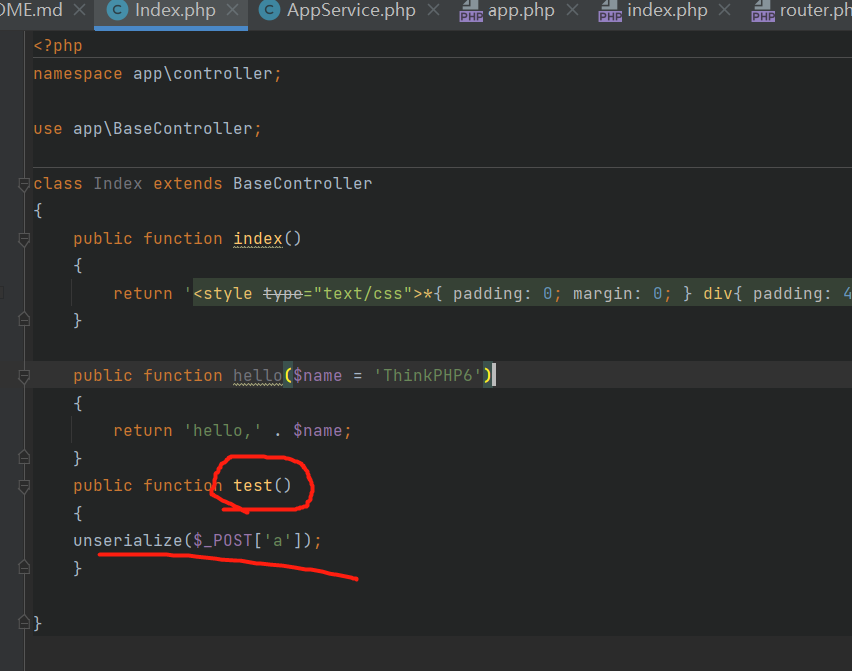 OME.md Index.php AppService.php app.php index.php router.ph
<?php
namespace app\controller;
use app\BaseController;
class Index extends BaseController
{
public function index()
{
return '<style type="text/css">*{ padding: 0; margin: 0; } div{ padding: 4
}
public function hello($name = 'ThinkPHP6')
{
return 'hello,' . $name;
}
public function test()
{
unserialize($_POST['a']);
}
}